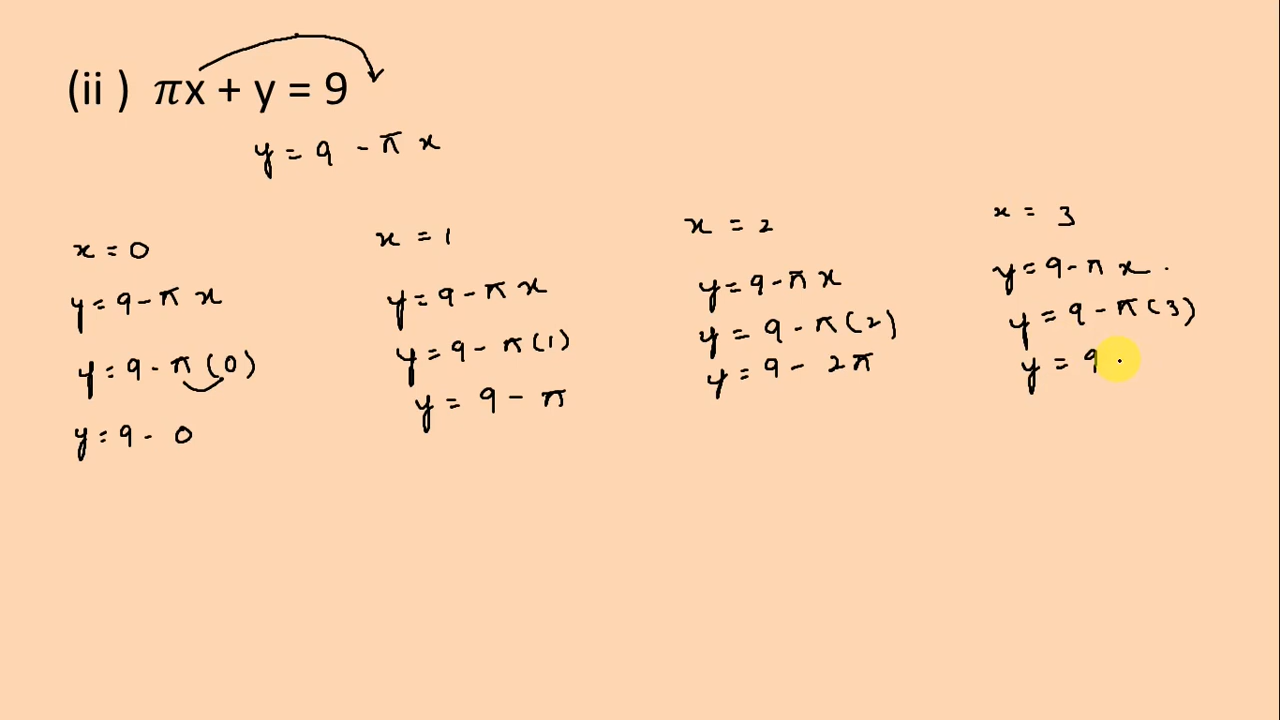 (ii ) πx + y = 9
y = 9 - π x
x = 0
y = 9 - π x
y = 9 - π (0)
y = 9 - 0
x = 1
y = 9 - π x
y = 9 - π (1)
y = 9 - π
x = 2
y = 9 - π x
y = 9 - π (2)
y = 9 - 2π
x = 3
y = 9 - π x .
y = 9 - π (3)
y = 9